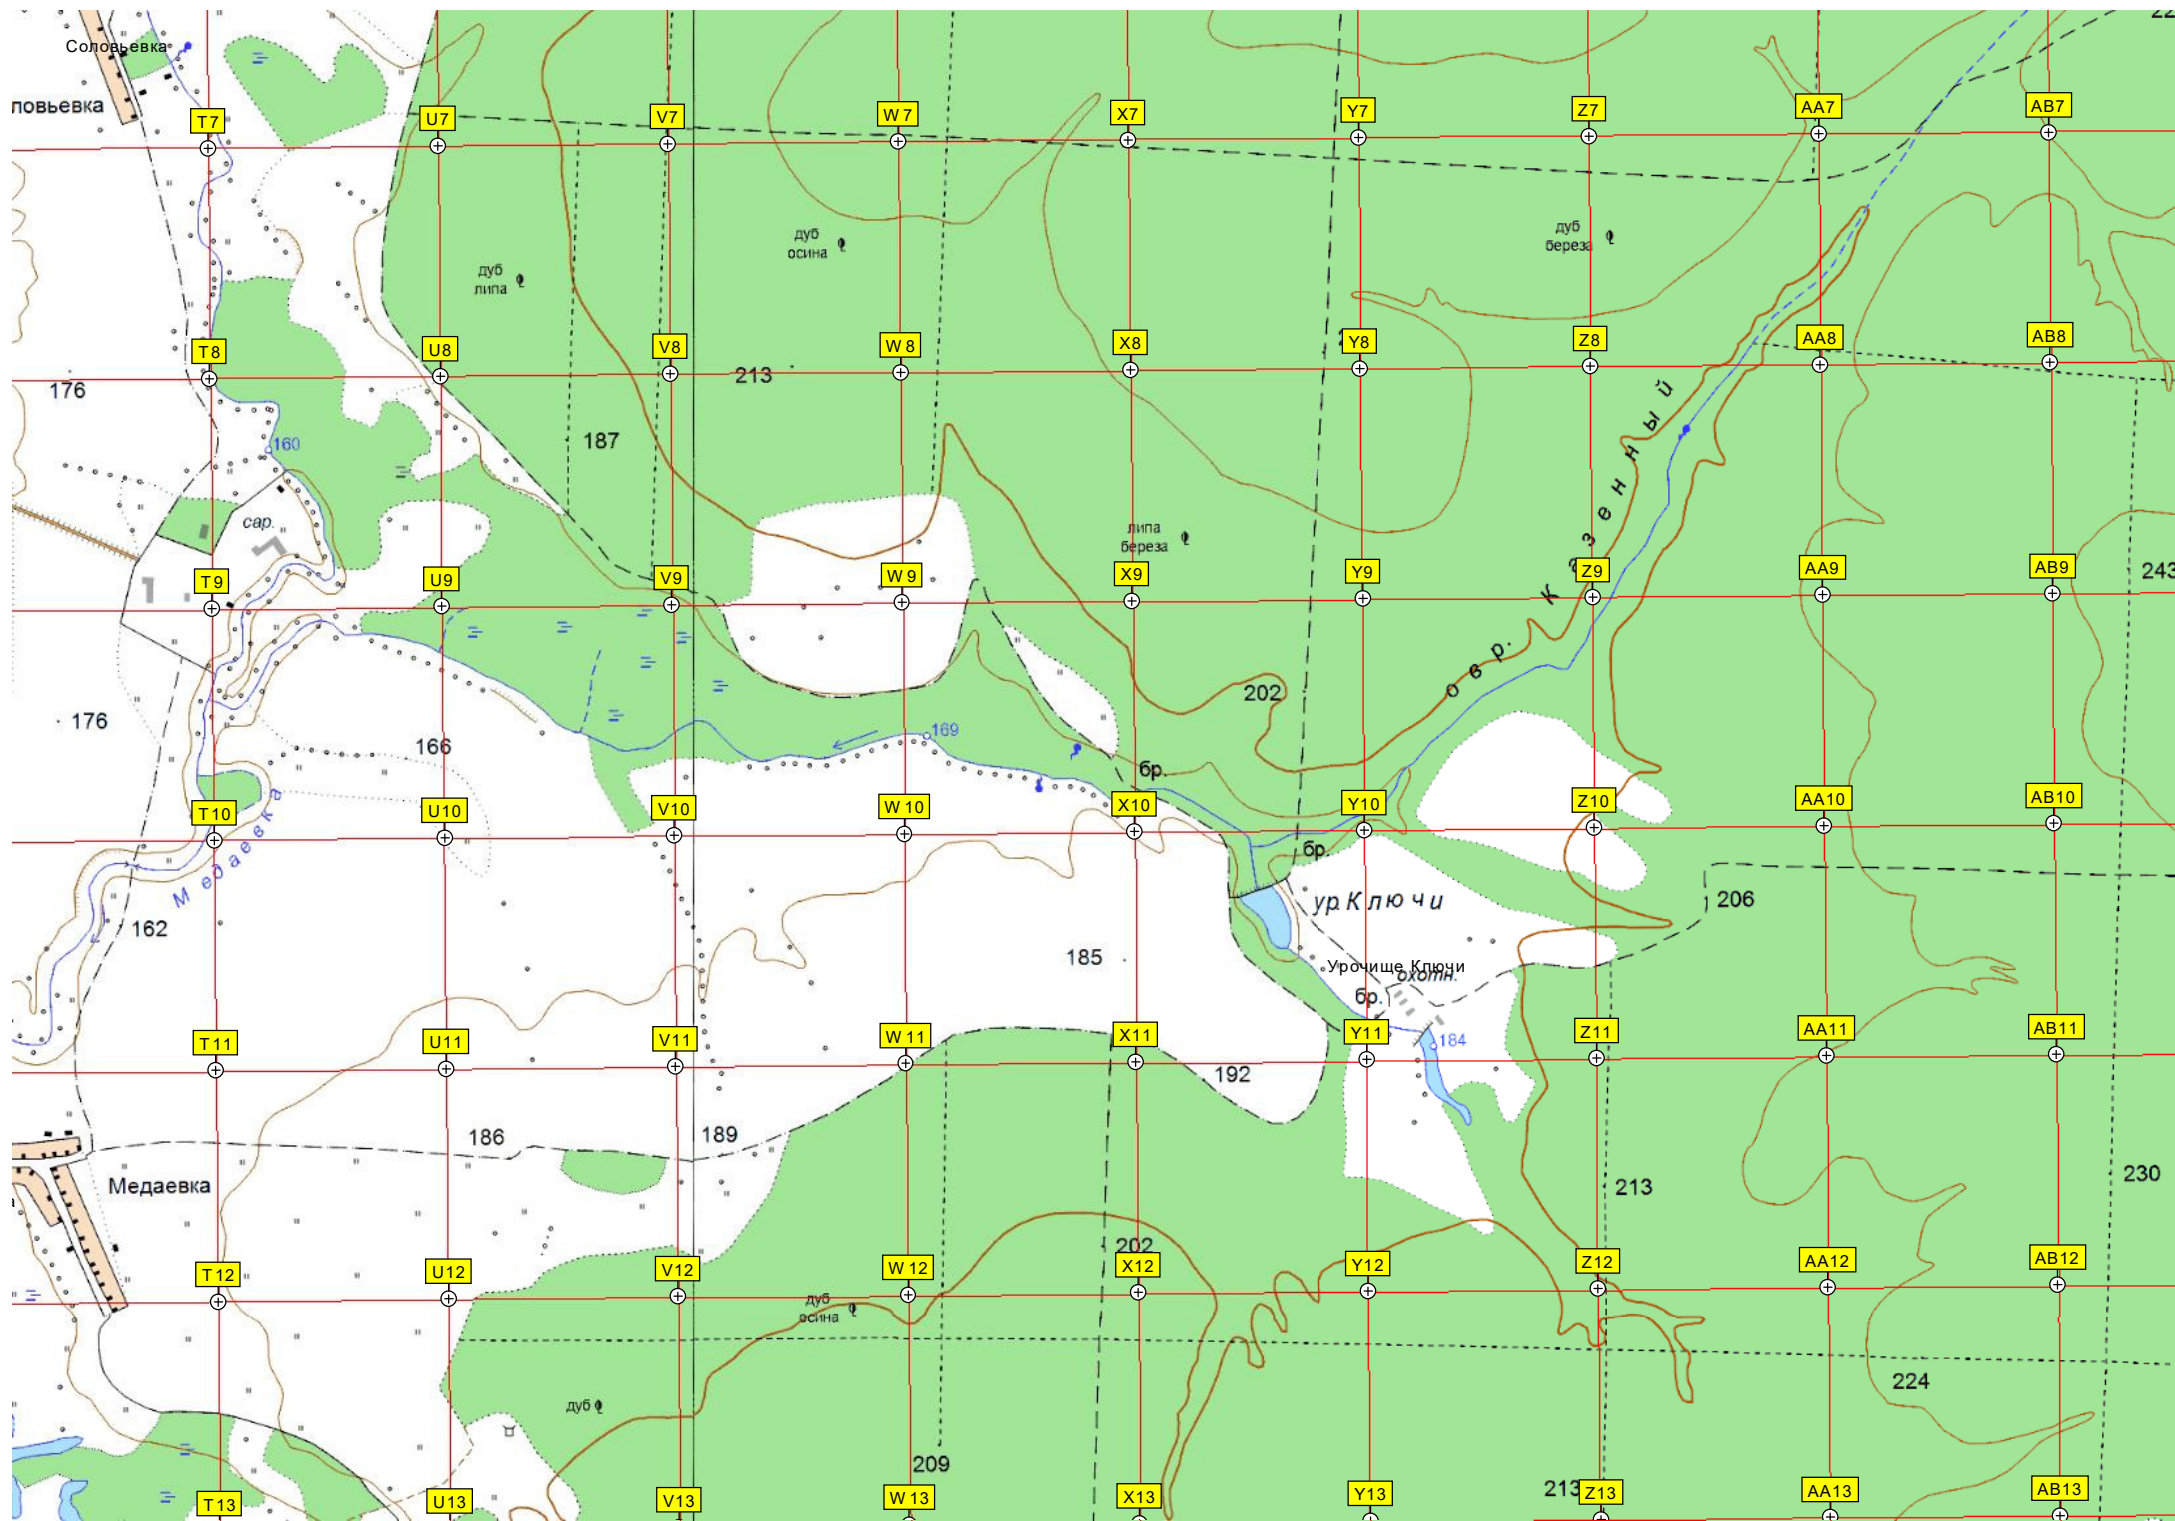 Соловьевка
ловьевка
T7
U7
V7
W7
X7
Y7
Z7
AA7
AB7
дуб
осина
дуб
береза
дуб
липа
T8
U8
V8
W8
X8
Y8
Z8
AA8
AB8
176
213
187
160
сар.
липа
береза
овр. Казенный
T9
U9
V9
W9
X9
Y9
Z9
AA9
AB9
243
202
176
166
169
бр.
T10
U10
V10
W10
X10
Y10
Z10
AA10
AB10
Медаевка
бр.
ур.Ключи
206
162
185
Урочище Ключи
охотн.
бр.
T11
U11
V11
W11
X11
Y11
Z11
AA11
AB11
184
192
186
189
Медаевка
213
230
202
T12
U12
V12
W12
X12
Y12
Z12
AA12
AB12
дуб
осина
224
дуб
209
213
T13
U13
V13
W13
X13
Y13
Z13
AA13
AB13